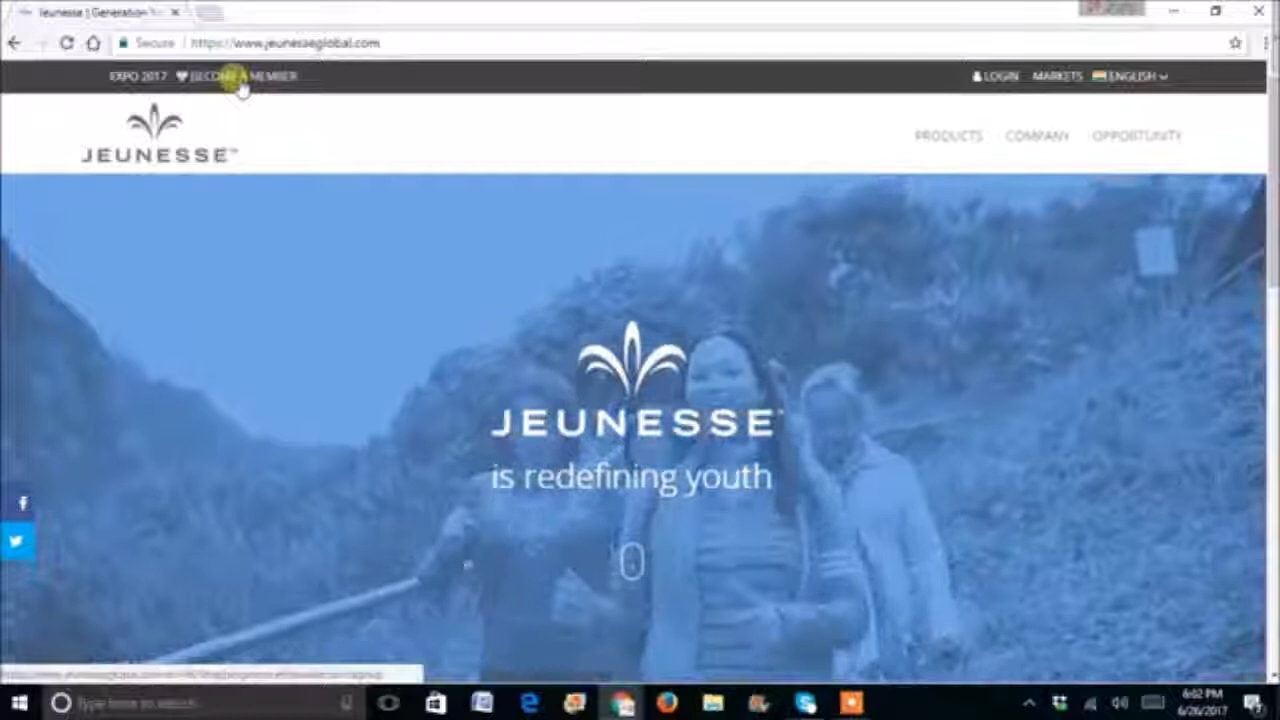 Jeunesse | Generation
Secure https://www.jeunesseglobal.com
EXPO 2017 BECOME A MEMBER LOGIN MARKETS ENGLISH
JEUNESSE™ PRODUCTS COMPANY OPPORTUNITY
JEUNESSE
is redefining youth
Type here to search
6:02 PM
6/26/2017